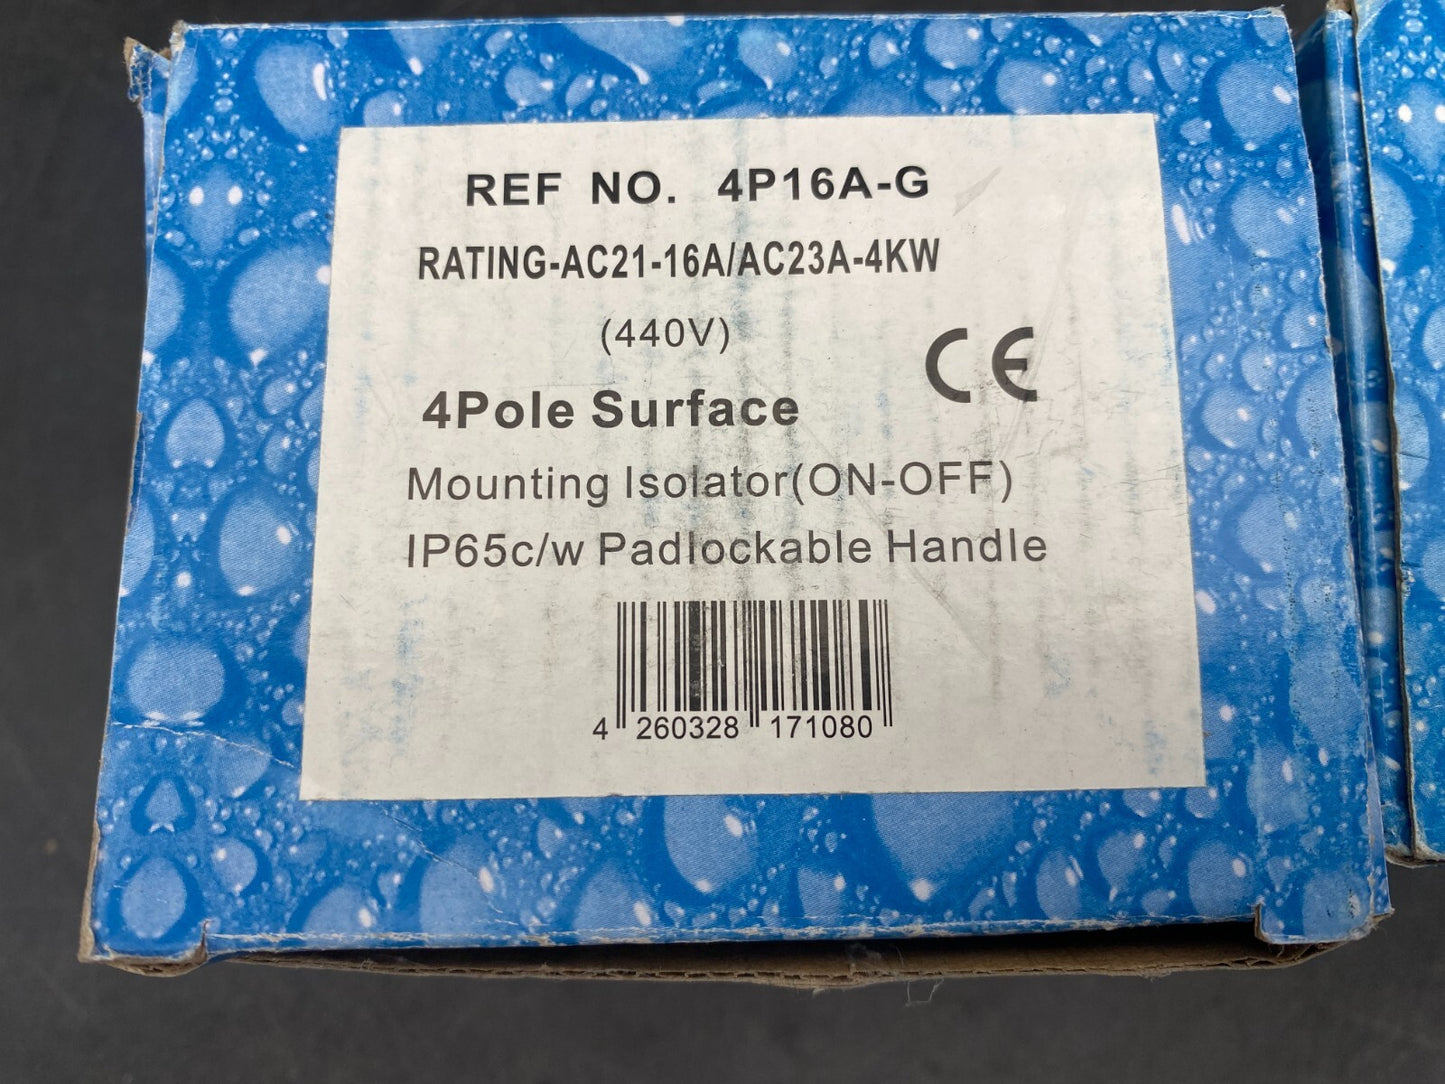 REF NO. 4P16A-G
RATING-AC21-16A/AC23A-4KW
(440V)
CE
4Pole Surface
Mounting Isolator(ON-OFF)
IP65c/w Padlockable Handle
4 260328 171080